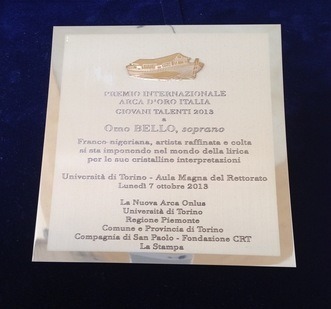 PREMIO INTERNAZIONALE
ARCA D'ORO ITALIA
GIOVANI TALENTI 2013
a
Omo BELLO, soprano
Franco-nigeriana, artista raffinata e colta
si sta imponendo nel mondo della lirica
per le sue cristalline interpretazioni
Università di Torino - Aula Magna del Rettorato
Lunedì 7 ottobre 2013
La Nuova Arca Onlus
Università di Torino
Regione Piemonte
Comune e Provincia di Torino
Compagnia di San Paolo - Fondazione CRT
La Stampa